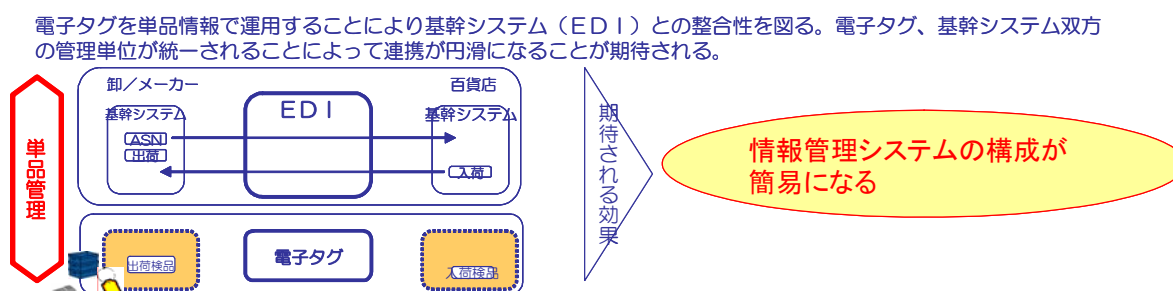 電子タグを単品情報で運用することにより基幹システム（ＥＤＩ）との整合性を図る。電子タグ、基幹システム双方
の管理単位が統一されることによって連携が円滑になることが期待される。
卸／メーカー
百貨店
基幹システム
ＥＤＩ
基幹システム
ASN
出荷
入荷
単品管理
期待される効果
情報管理システムの構成が
簡易になる
出荷検品
電子タグ
入荷検品